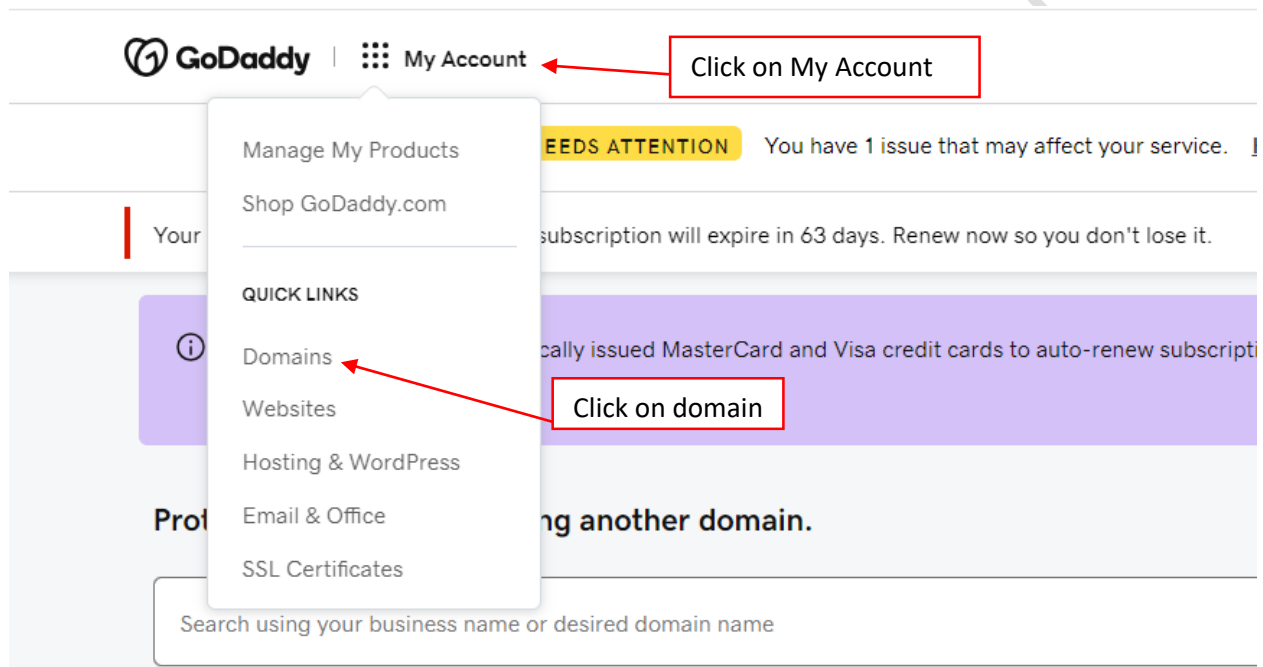 GoDaddy My Account
Click on My Account
Manage My Products
EEDS ATTENTION You have 1 issue that may affect your service.
Shop GoDaddy.com
Your subscription will expire in 63 days. Renew now so you don't lose it.
QUICK LINKS
Domains
cally issued MasterCard and Visa credit cards to auto-renew subscripti
Click on domain
Websites
Hosting & WordPress
Email & Office
Prot ng another domain.
SSL Certificates
Search using your business name or desired domain name